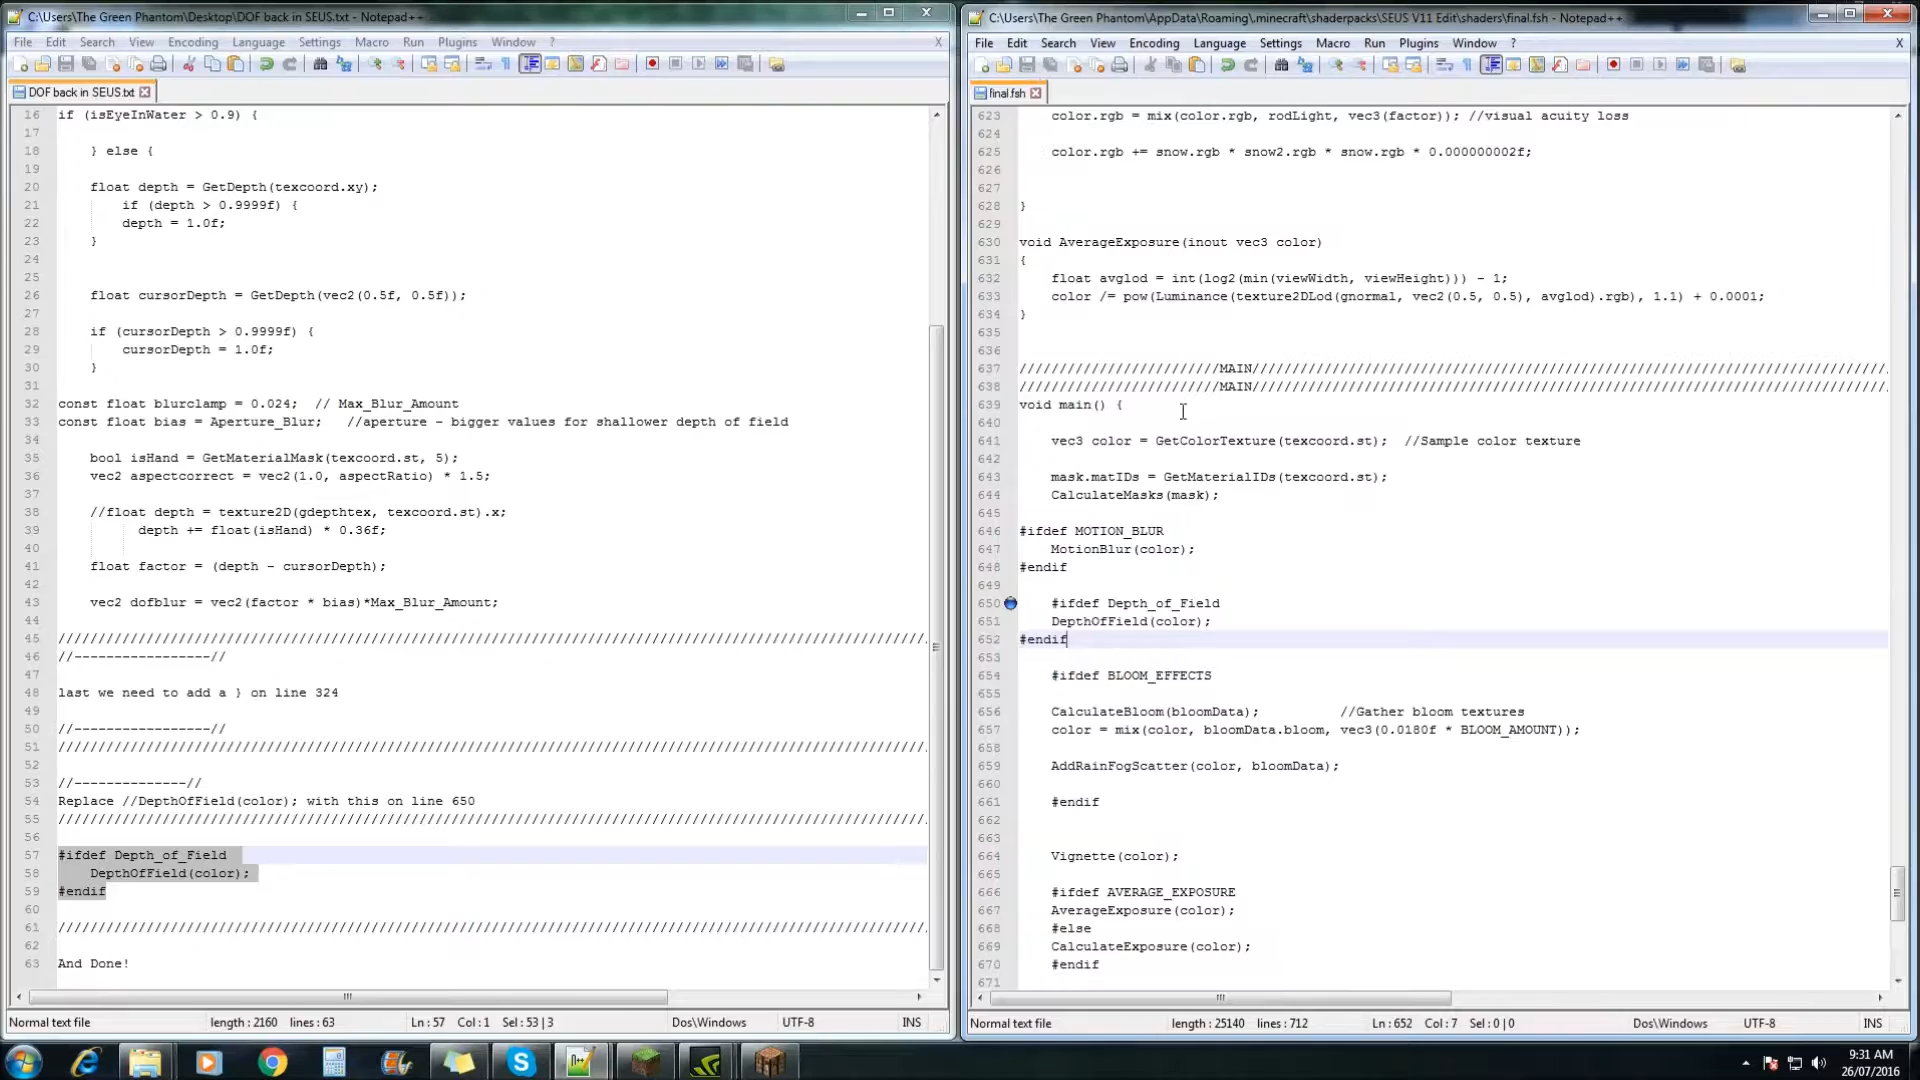 C:\Users\The Green Phantom\Desktop\DOF back in SEUS.txt - Notepad++
File Edit Search View Encoding Language Settings Macro Run Plugins Window ? X
DOF back in SEUS.txt
16 if (isEyeInWater > 0.9) {
17
18 } else {
19
20 float depth = GetDepth(texcoord.xy);
21 if (depth > 0.9999f) {
22 depth = 1.0f;
23 }
24
25
26 float cursorDepth = GetDepth(vec2(0.5f, 0.5f));
27
28 if (cursorDepth > 0.9999f) {
29 cursorDepth = 1.0f;
30 }
31
32 const float blurclamp = 0.024; // Max_Blur_Amount
33 const float bias = Aperture_Blur; //aperture - bigger values for shallower depth of field
34
35 bool isHand = GetMaterialMask(texcoord.st, 5);
36 vec2 aspectcorrect = vec2(1.0, aspectRatio) * 1.5;
37
38 //float depth = texture2D(gdepthtex, texcoord.st).x;
39 depth += float(isHand) * 0.36f;
40
41 float factor = (depth - cursorDepth);
42
43 vec2 dofblur = vec2(factor * bias)*Max_Blur_Amount;
44
45 ////////////////////////////////////////////////////////////////////////////////////////////////////////////
46 //-----------------//
47
48 last we need to add a } on line 324
49
50 //-----------------//
51 ////////////////////////////////////////////////////////////////////////////////////////////////////////////
52
53 //--------------//
54 Replace //DepthOfField(color); with this on line 650
55 ////////////////////////////////////////////////////////////////////////////////////////////////////////////
56
57 #ifdef Depth_of_Field
58 DepthOfField(color);
59 #endif
60
61 ////////////////////////////////////////////////////////////////////////////////////////////////////////////
62
63 And Done!
Normal text file length : 2160 lines : 63 Ln : 57 Col : 1 Sel : 53 | 3 Dos\Windows UTF-8 INS
C:\Users\The Green Phantom\AppData\Roaming\.minecraft\shaderpacks\SEUS V11 Edit\shaders\final.fsh - Notepad++
File Edit Search View Encoding Language Settings Macro Run Plugins Window ? X
final.fsh
623 color.rgb = mix(color.rgb, rodLight, vec3(factor)); //visual acuity loss
624
625 color.rgb += snow.rgb * snow2.rgb * snow.rgb * 0.000000002f;
626
627
628 }
629
630 void AverageExposure(inout vec3 color)
631 {
632 float avglod = int(log2(min(viewWidth, viewHeight))) - 1;
633 color /= pow(Luminance(texture2DLod(gnormal, vec2(0.5, 0.5), avglod).rgb), 1.1) + 0.0001;
634 }
635
636
637 /////////////////////////MAIN////////////////////////////////////////////////////////////////////////////////
638 /////////////////////////MAIN////////////////////////////////////////////////////////////////////////////////
639 void main() {
640
641 vec3 color = GetColorTexture(texcoord.st); //Sample color texture
642
643 mask.matIDs = GetMaterialIDs(texcoord.st);
644 CalculateMasks(mask);
645
646 #ifdef MOTION_BLUR
647 MotionBlur(color);
648 #endif
649
650 #ifdef Depth_of_Field
651 DepthOfField(color);
652 #endif
653
654 #ifdef BLOOM_EFFECTS
655
656 CalculateBloom(bloomData); //Gather bloom textures
657 color = mix(color, bloomData.bloom, vec3(0.0180f * BLOOM_AMOUNT));
658
659 AddRainFogScatter(color, bloomData);
660
661 #endif
662
663
664 Vignette(color);
665
666 #ifdef AVERAGE_EXPOSURE
667 AverageExposure(color);
668 #else
669 CalculateExposure(color);
670 #endif
671
Normal text file length : 25140 lines : 712 Ln : 652 Col : 7 Sel : 0 | 0 Dos\Windows UTF-8 INS
9:31 AM
26/07/2016